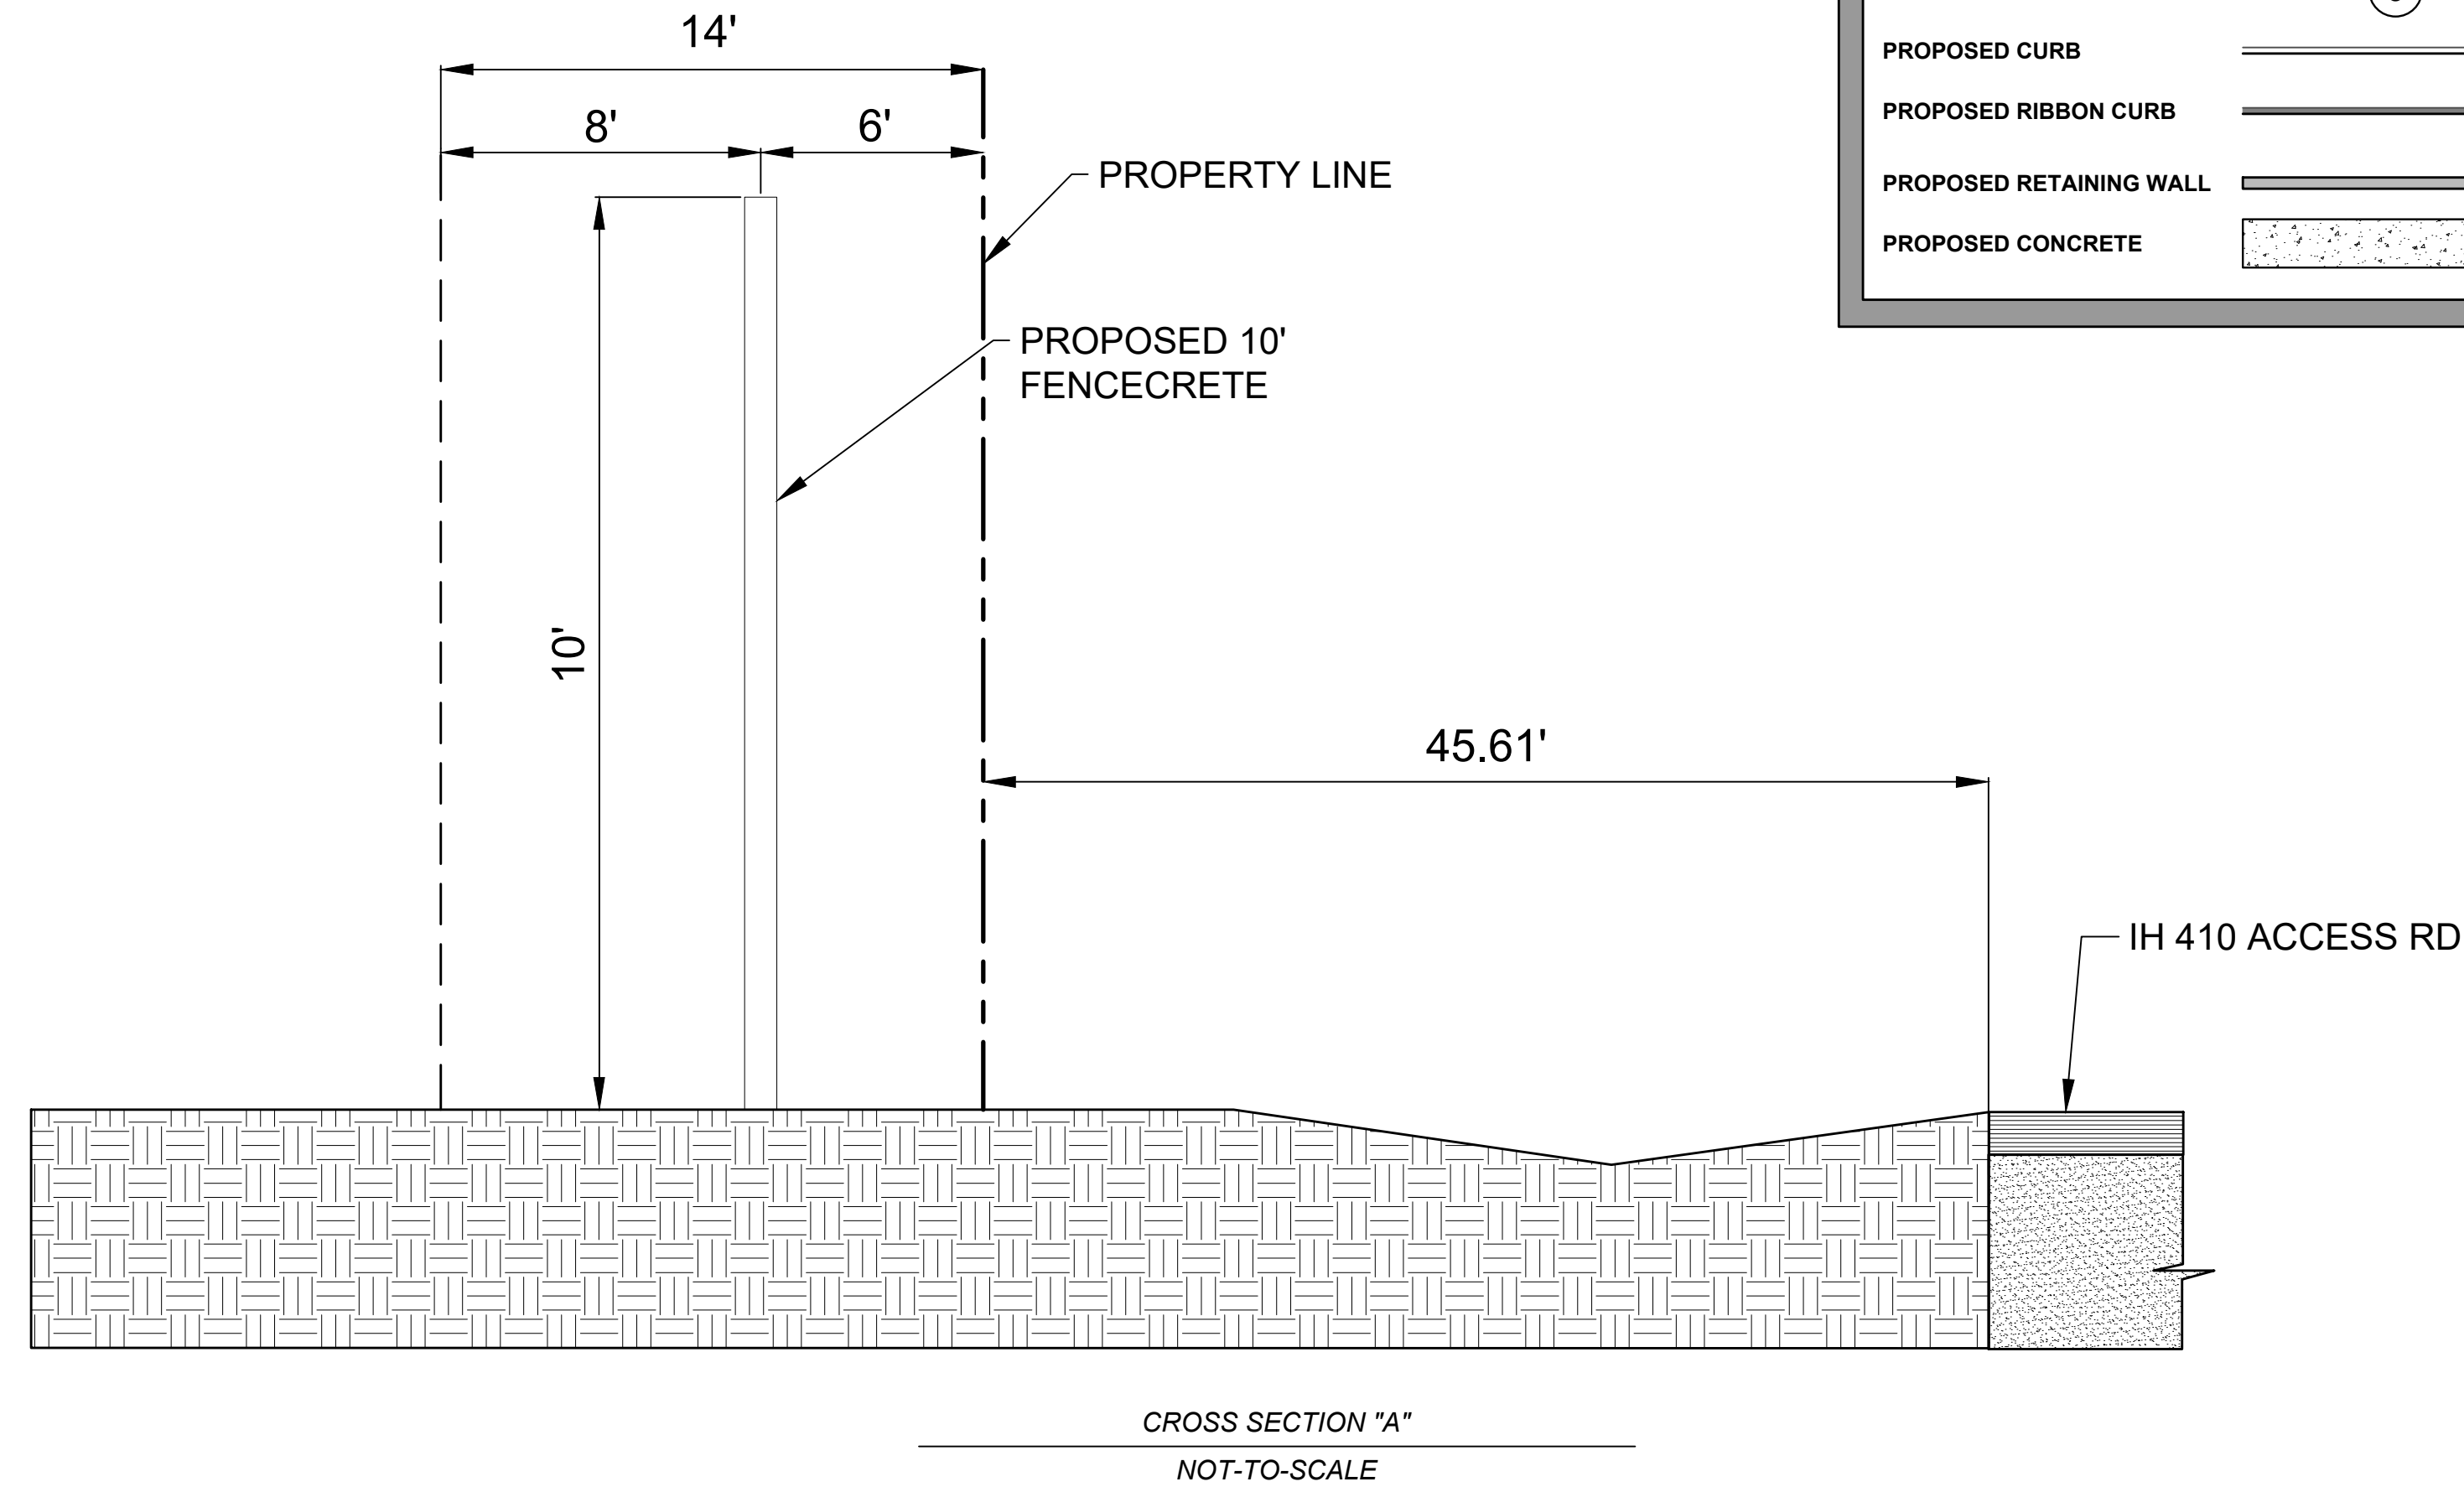 14'
8'
6'
PROPERTY LINE
PROPOSED 10'
FENCECRETE
10'
45.61'
IH 410 ACCESS RD
CROSS SECTION "A"
NOT-TO-SCALE
PROPOSED CURB
PROPOSED RIBBON CURB
PROPOSED RETAINING WALL
PROPOSED CONCRETE